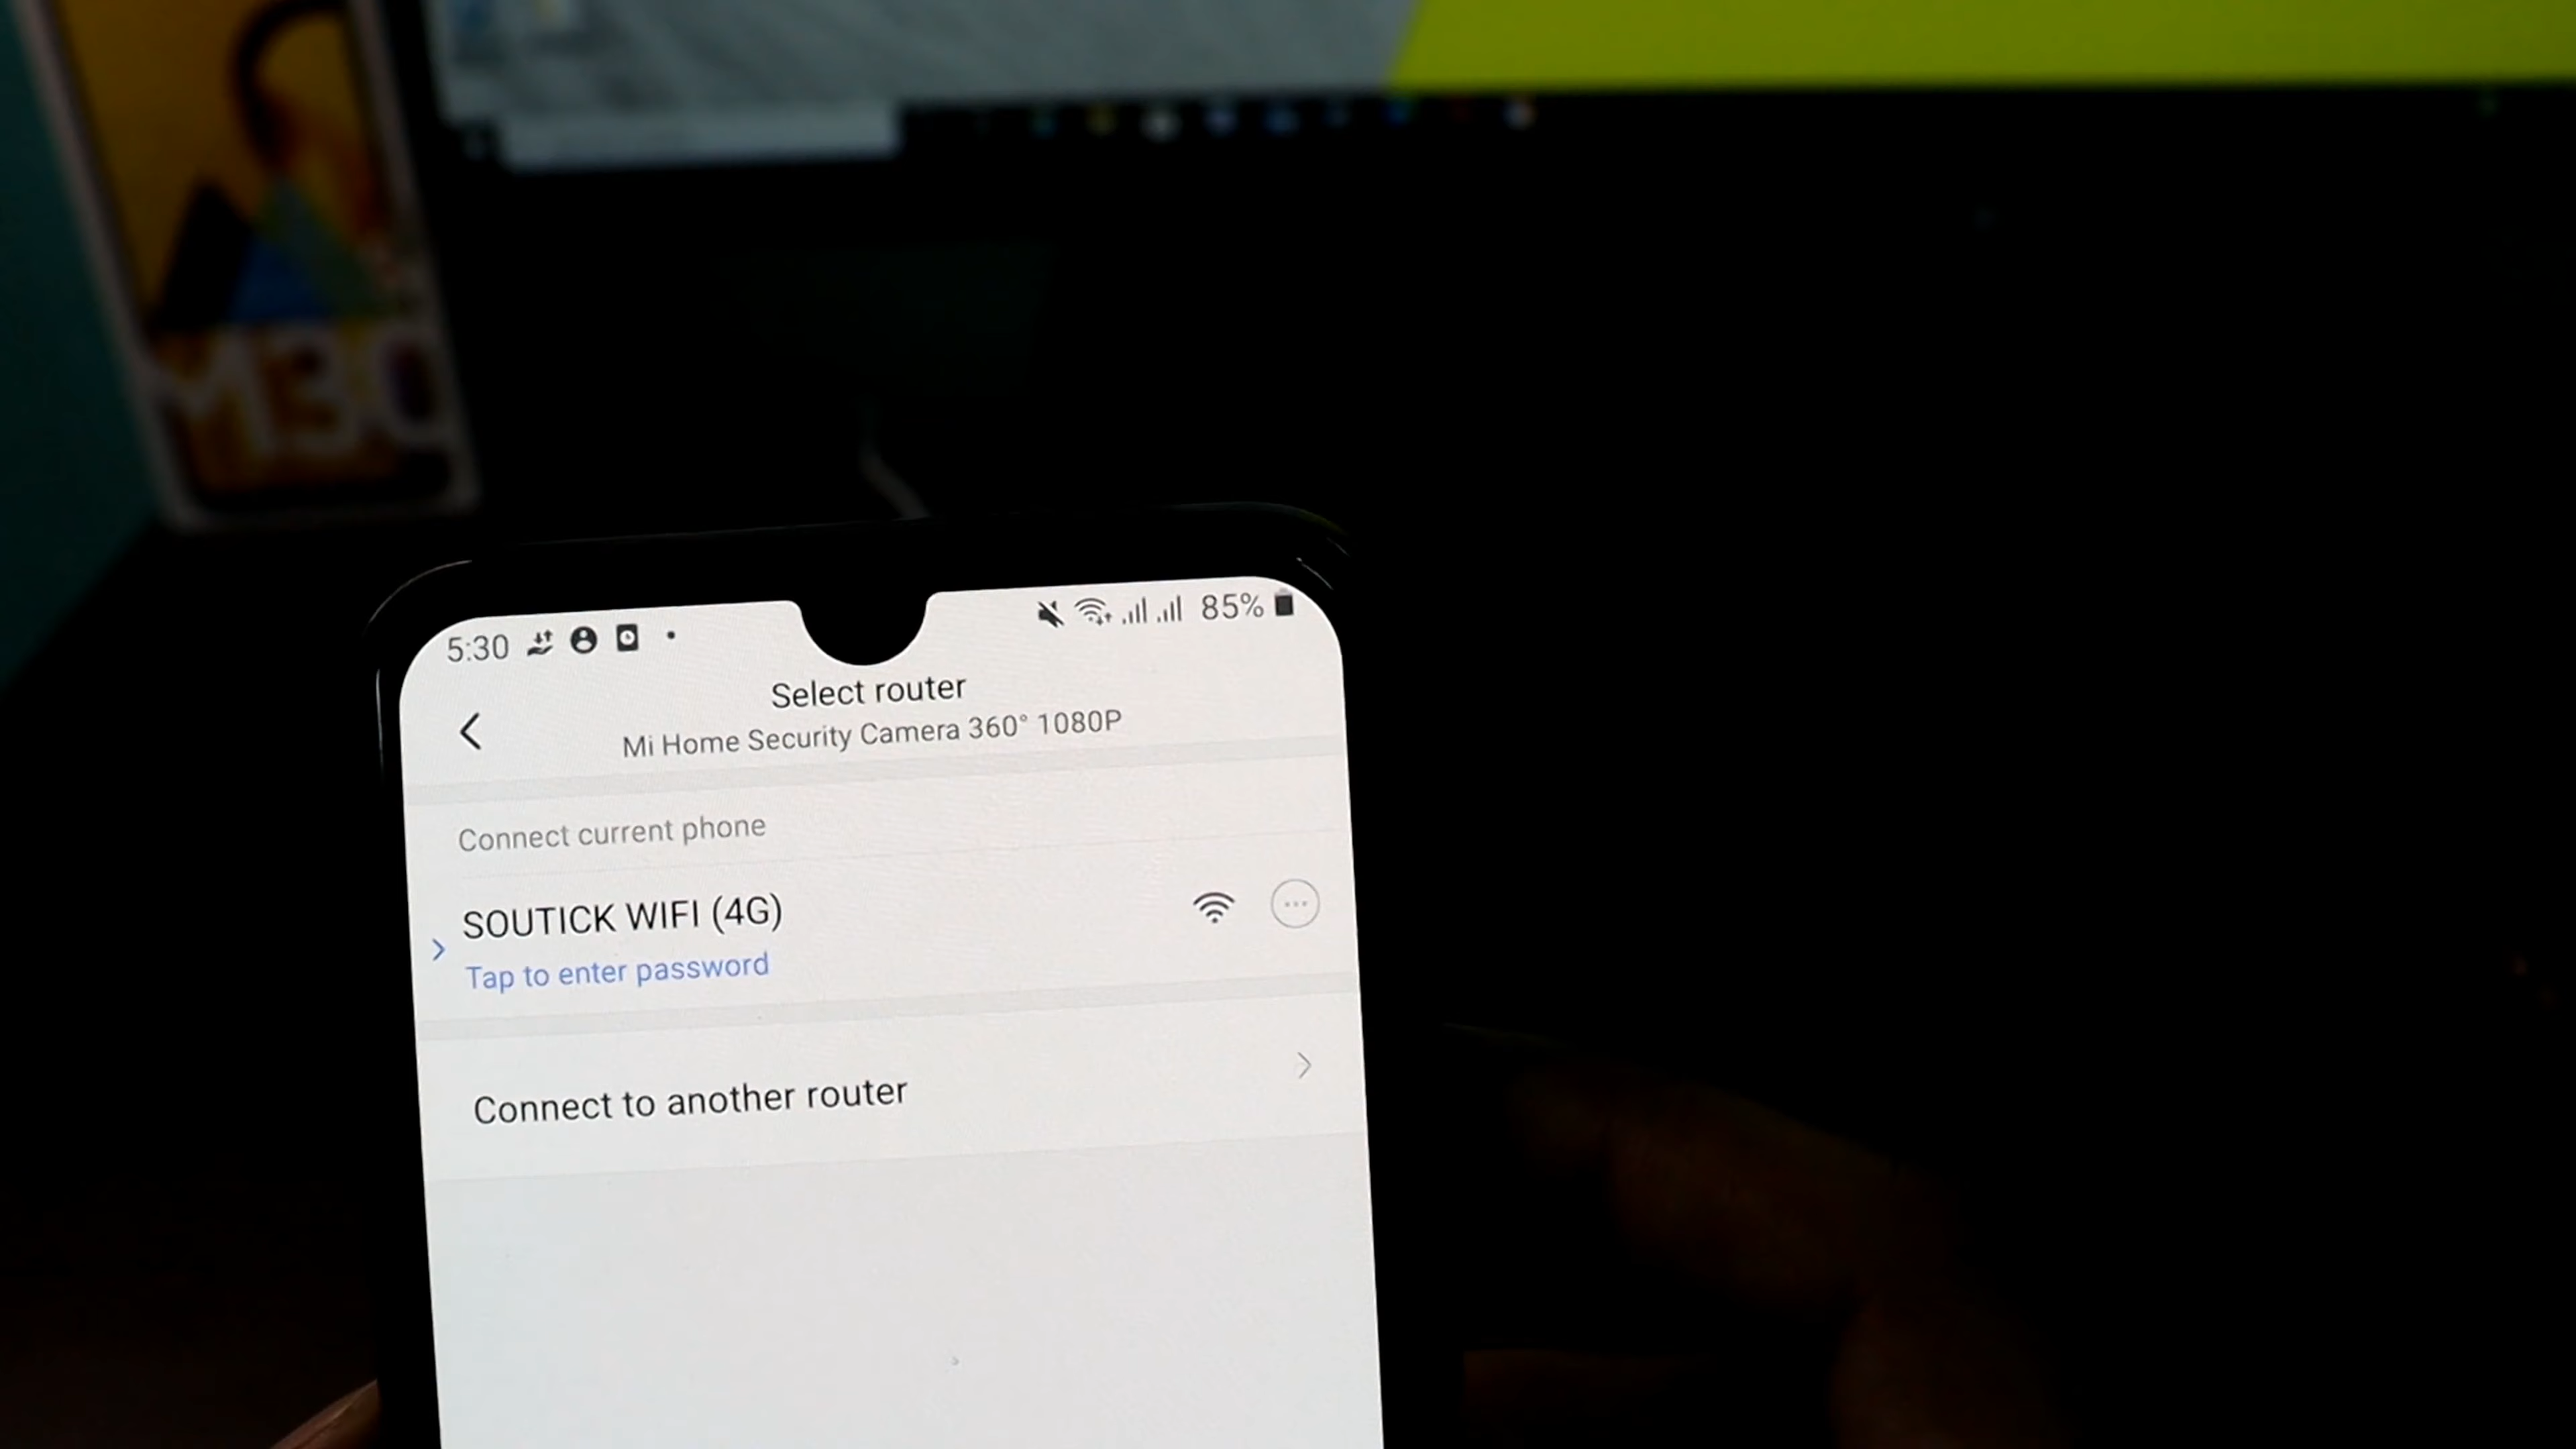 M30
5:30 85%
Select router
Mi Home Security Camera 360° 1080P
Connect current phone
SOUTICK WIFI (4G)
Tap to enter password
Connect to another router